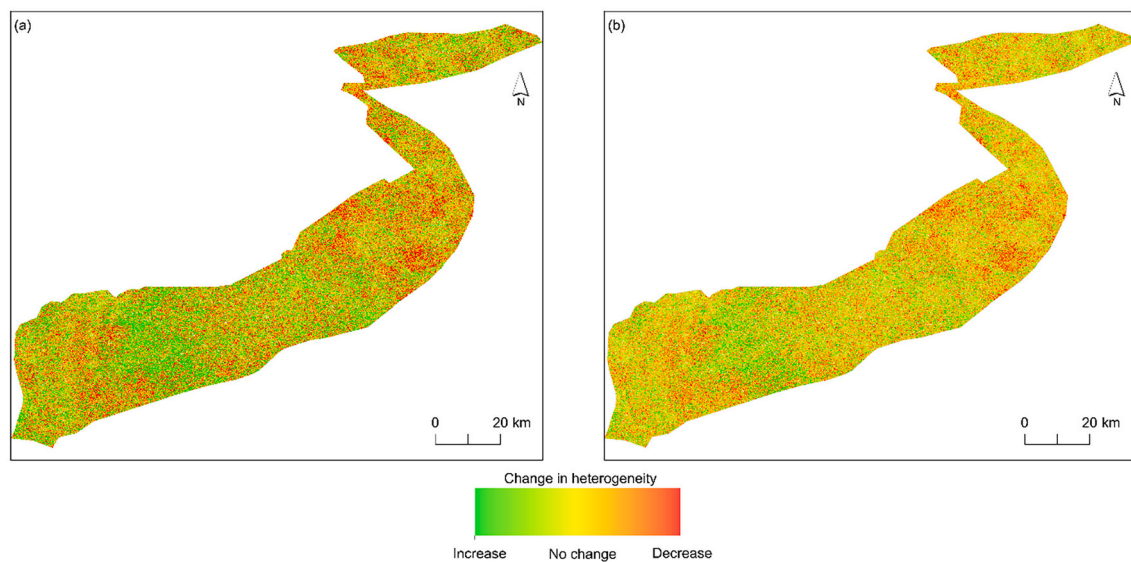 (a)
(b)
N
N
0 20 km
0 20 km
Change in heterogeneity
Increase No change Decrease